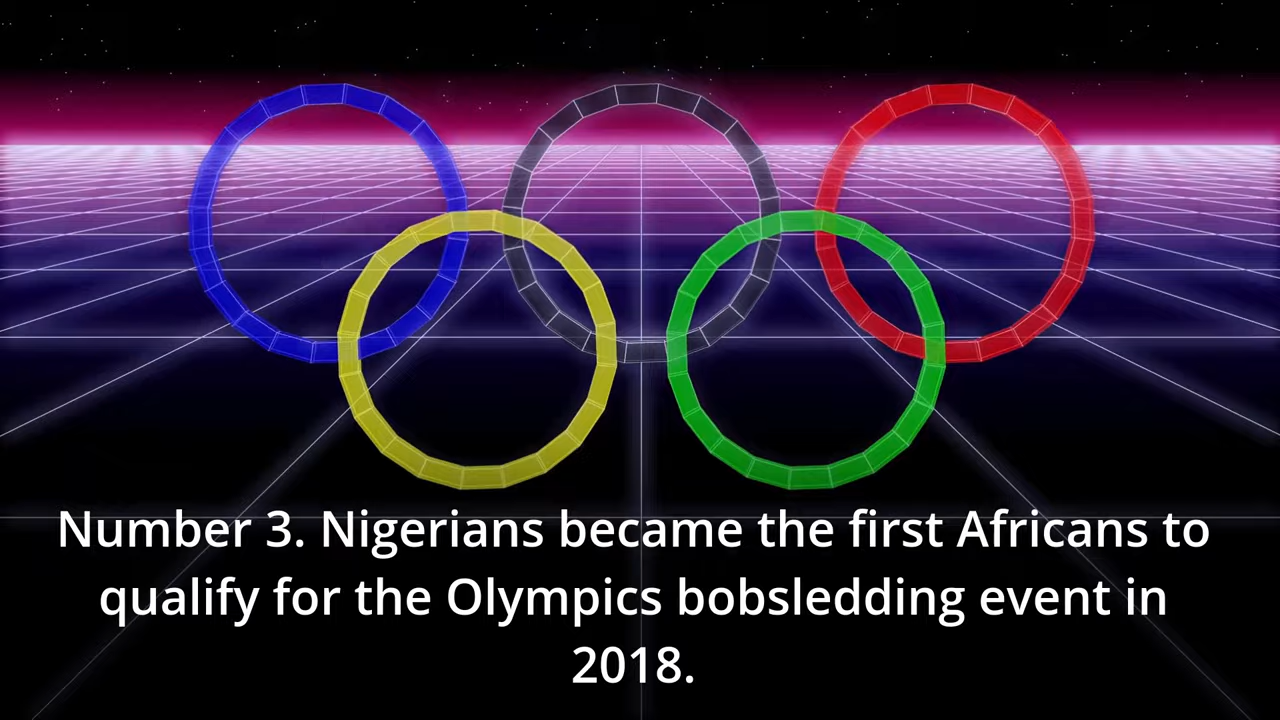 Number 3. Nigerians became the first Africans to
qualify for the Olympics bobsledding event in
2018.